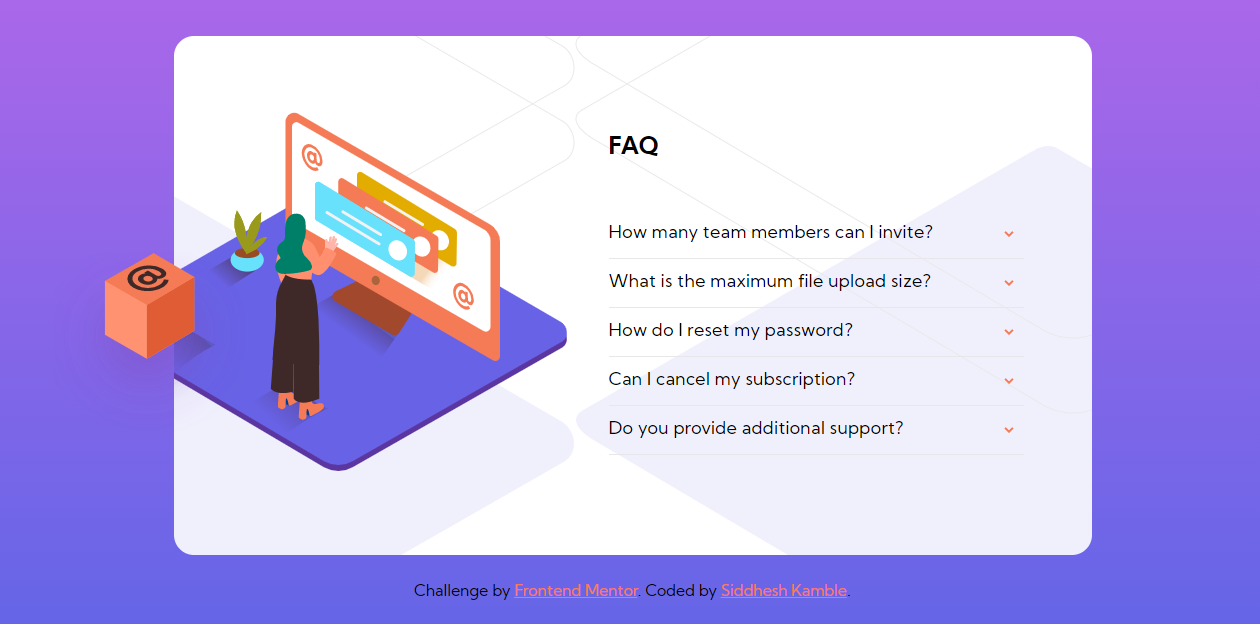 FAQ
How many team members can I invite?
What is the maximum file upload size?
How do I reset my password?
Can I cancel my subscription?
Do you provide additional support?
Challenge by Frontend Mentor. Coded by Siddhesh Kamble.